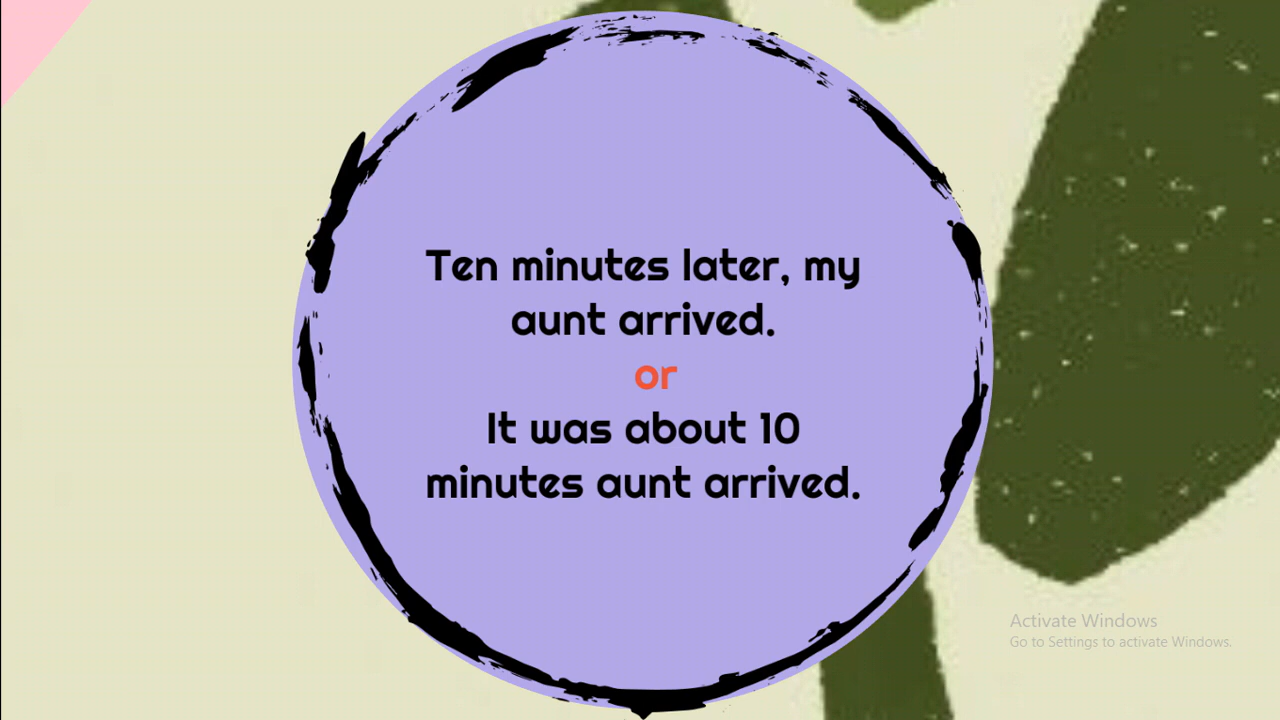 Ten minutes later, my
aunt arrived.
or
It was about 10
minutes aunt arrived.
Activate Windows
Go to Settings to activate Windows.